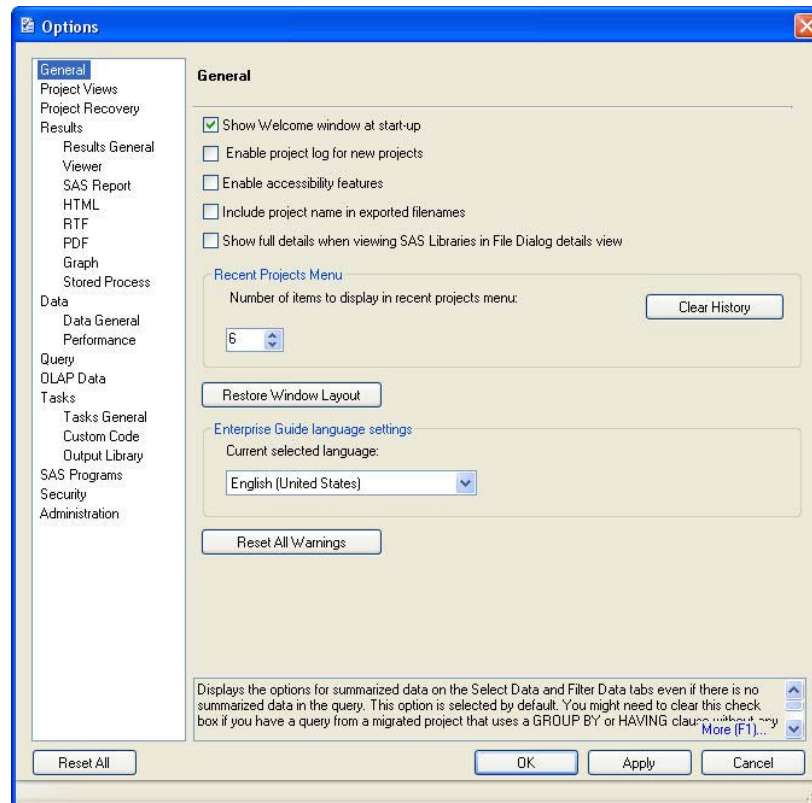 Options
General
Project Views
Project Recovery
Results
Results General
Viewer
SAS Report
HTML
RTF
PDF
Graph
Stored Process
Data
Data General
Performance
Query
OLAP Data
Tasks
Tasks General
Custom Code
Output Library
SAS Programs
Security
Administration
General
Show Welcome window at start-up
Enable project log for new projects
Enable accessibility features
Include project name in exported filenames
Show full details when viewing SAS Libraries in File Dialog details view
Recent Projects Menu
Number of items to display in recent projects menu:
Clear History
6
Restore Window Layout
Enterprise Guide language settings
Current selected language:
English (United States)
Reset All Warnings
Displays the options for summarized data on the Select Data and Filter Data tabs even if there is no
summarized data in the query. This option is selected by default. You might need to clear this check
box if you have a query from a migrated project that uses a GROUP BY or HAVING clause without any
More (F1)...
Reset All
OK
Apply
Cancel